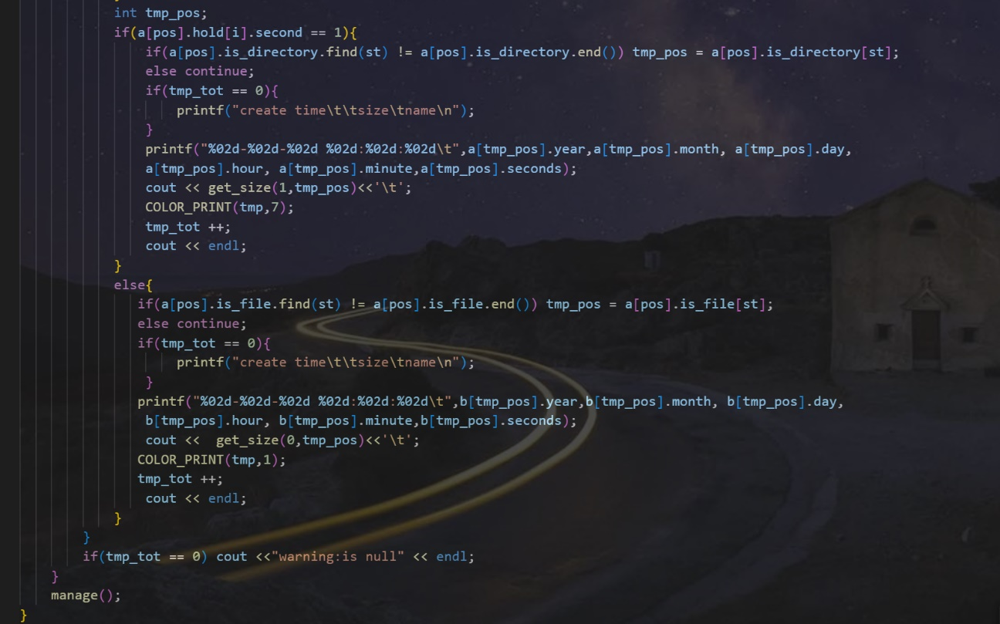 int tmp_pos;
if(a[pos].hold[i].second == 1){
if(a[pos].is_directory.find(st) != a[pos].is_directory.end()) tmp_pos = a[pos].is_directory[st];
else continue;
if(tmp_tot == 0){
printf("create time\t\tsize\tname\n");
}
printf("%02d-%02d-%02d %02d:%02d:%02d\t",a[tmp_pos].year,a[tmp_pos].month, a[tmp_pos].day,
a[tmp_pos].hour, a[tmp_pos].minute,a[tmp_pos].seconds);
cout << get_size(1,tmp_pos)<<'\t';
COLOR_PRINT(tmp,7);
tmp_tot ++;
cout << endl;
}
else{
if(a[pos].is_file.find(st) != a[pos].is_file.end()) tmp_pos = a[pos].is_file[st];
else continue;
if(tmp_tot == 0){
printf("create time\t\tsize\tname\n");
}
printf("%02d-%02d-%02d %02d:%02d:%02d\t",b[tmp_pos].year,b[tmp_pos].month, b[tmp_pos].day,
b[tmp_pos].hour, b[tmp_pos].minute,b[tmp_pos].seconds);
cout <<  get_size(0,tmp_pos)<<'\t';
COLOR_PRINT(tmp,1);
tmp_tot ++;
cout << endl;
}
}
if(tmp_tot == 0) cout <<"warning:is null" << endl;
}
manage();
}